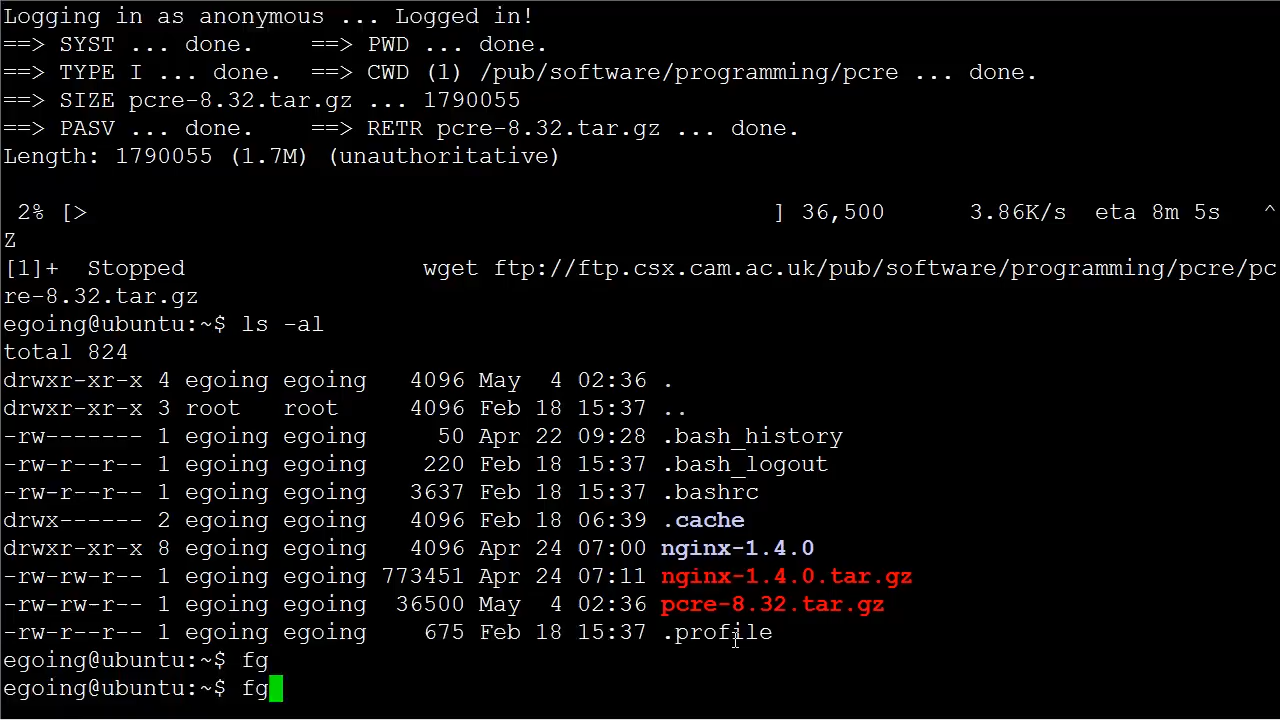 Logging in as anonymous ... Logged in!
==> SYST ... done.    ==> PWD ... done.
==> TYPE I ... done.  ==> CWD (1) /pub/software/programming/pcre ... done.
==> SIZE pcre-8.32.tar.gz ... 1790055
==> PASV ... done.    ==> RETR pcre-8.32.tar.gz ... done.
Length: 1790055 (1.7M) (unauthoritative)
 2% [>                                                 ] 36,500      3.86K/s  eta 8m 5s   ^
Z
[1]+  Stopped                 wget ftp://ftp.csx.cam.ac.uk/pub/software/programming/pcre/pc
re-8.32.tar.gz
egoing@ubuntu:~$ ls -al
total 824
drwxr-xr-x 4 egoing egoing   4096 May  4 02:36 .
drwxr-xr-x 3 root   root     4096 Feb 18 15:37 ..
-rw------- 1 egoing egoing     50 Apr 22 09:28 .bash_history
-rw-r--r-- 1 egoing egoing    220 Feb 18 15:37 .bash_logout
-rw-r--r-- 1 egoing egoing   3637 Feb 18 15:37 .bashrc
drwx------ 2 egoing egoing   4096 Feb 18 06:39 .cache
drwxr-xr-x 8 egoing egoing   4096 Apr 24 07:00 nginx-1.4.0
-rw-rw-r-- 1 egoing egoing 773451 Apr 24 07:11 nginx-1.4.0.tar.gz
-rw-rw-r-- 1 egoing egoing  36500 May  4 02:36 pcre-8.32.tar.gz
-rw-r--r-- 1 egoing egoing    675 Feb 18 15:37 .profile
egoing@ubuntu:~$ fg
egoing@ubuntu:~$ fg